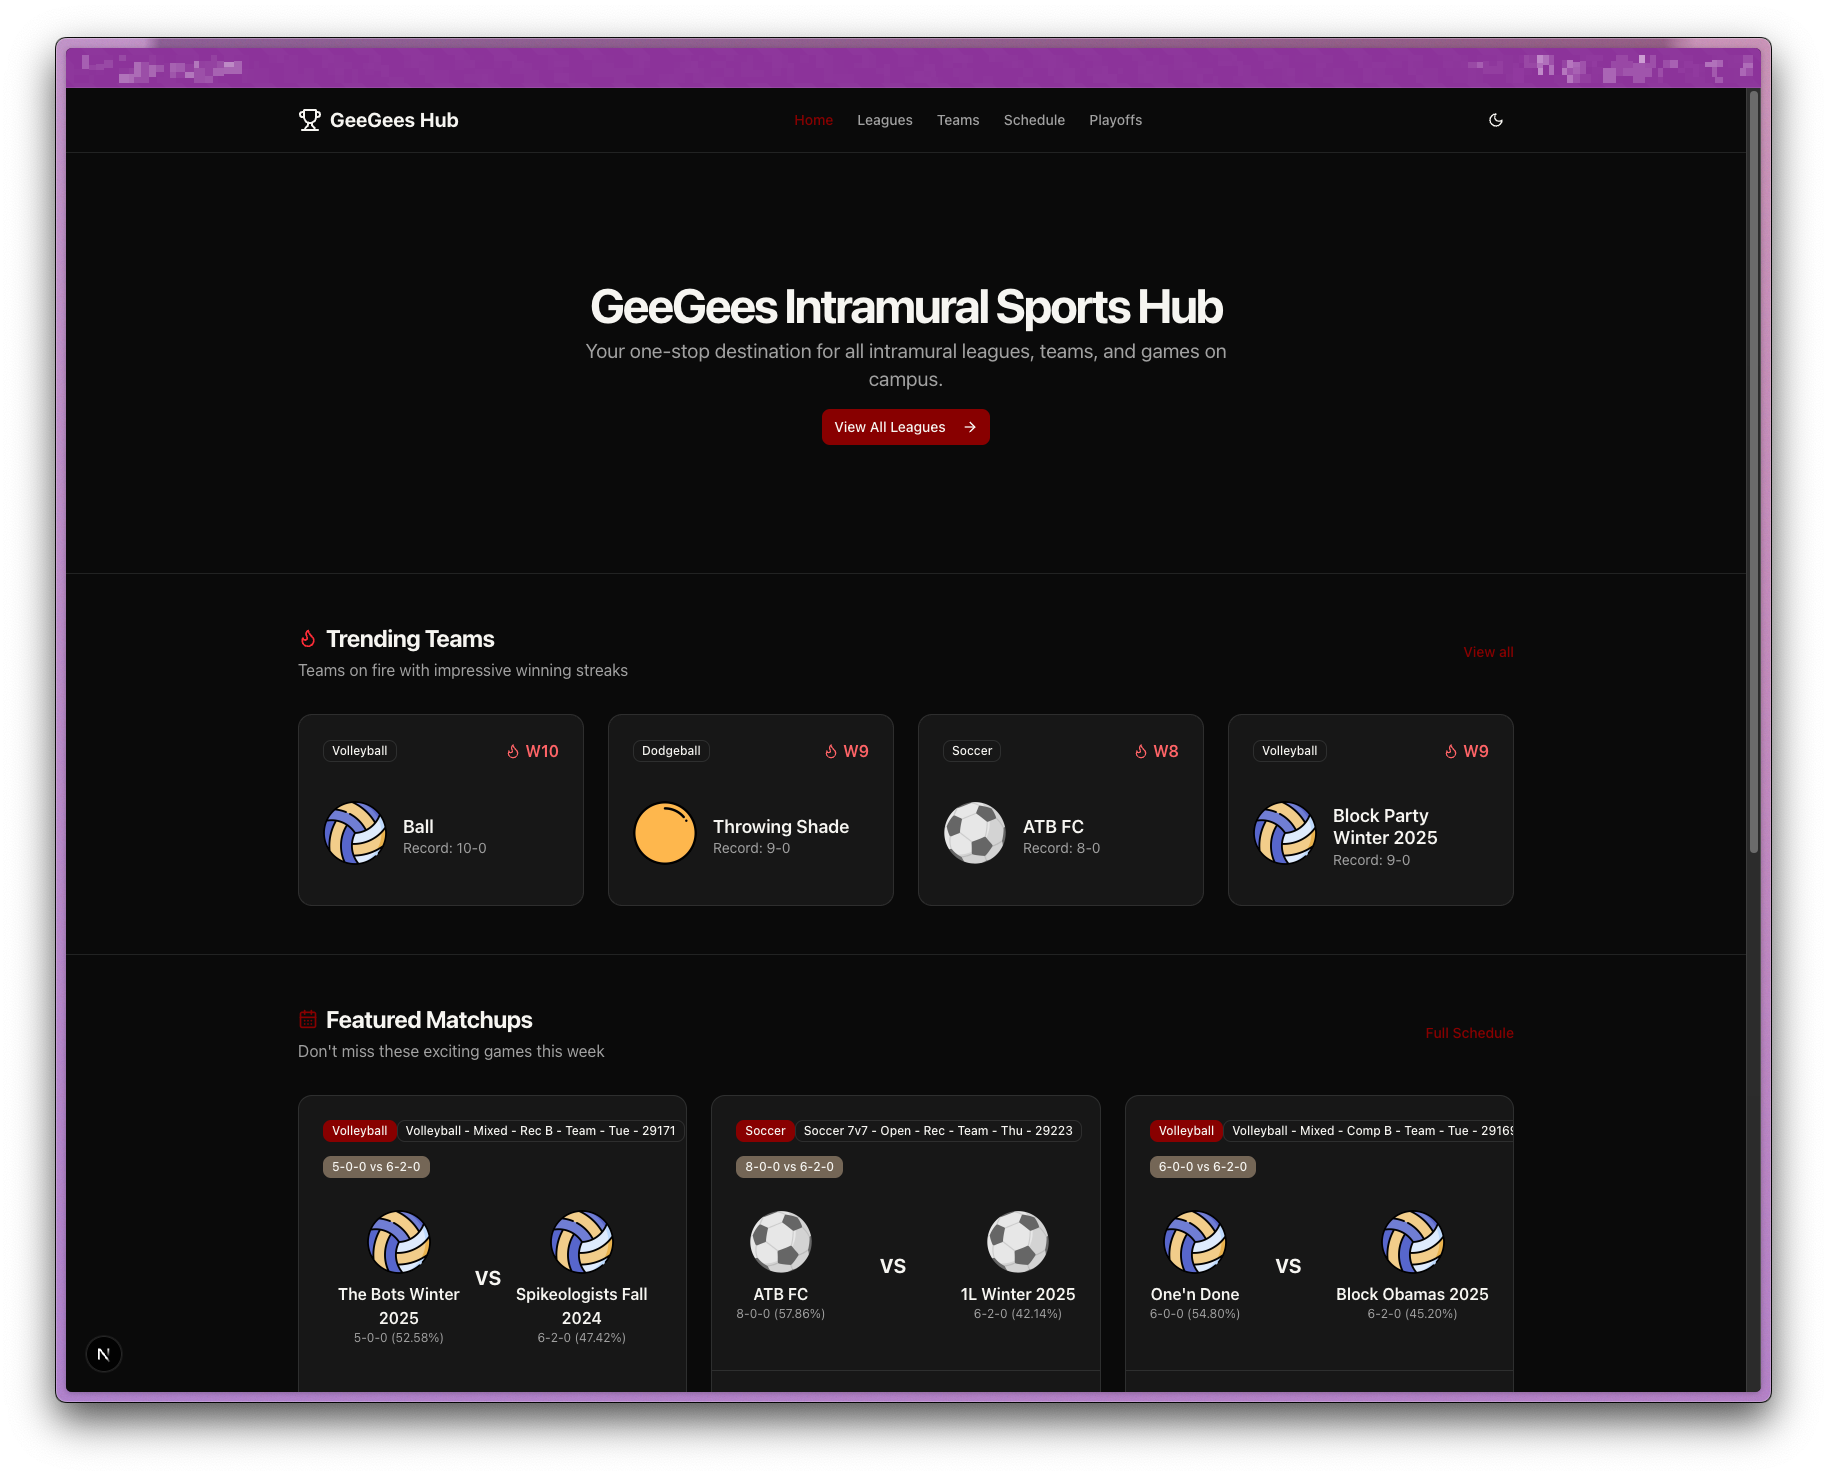 GeeGees Hub
Home
Leagues
Teams
Schedule
Playoffs
GeeGees Intramural Sports Hub
Your one-stop destination for all intramural leagues, teams, and games on
campus.
View All Leagues
Trending Teams
Teams on fire with impressive winning streaks
View all
Volleyball
W10
Ball
Record: 10-0
Dodgeball
W9
Throwing Shade
Record: 9-0
Soccer
W8
ATB FC
Record: 8-0
Volleyball
W9
Block Party
Winter 2025
Record: 9-0
Featured Matchups
Don't miss these exciting games this week
Full Schedule
Volleyball
Volleyball - Mixed - Rec B - Team - Tue - 29171
5-0-0 vs 6-2-0
The Bots Winter
2025
5-0-0 (52.58%)
VS
Spikeologists Fall
2024
6-2-0 (47.42%)
Soccer
Soccer 7v7 - Open - Rec - Team - Thu - 29223
8-0-0 vs 6-2-0
ATB FC
8-0-0 (57.86%)
VS
1L Winter 2025
6-2-0 (42.14%)
Volleyball
Volleyball - Mixed - Comp B - Team - Tue - 29169
6-0-0 vs 6-2-0
One'n Done
6-0-0 (54.80%)
VS
Block Obamas 2025
6-2-0 (45.20%)
N